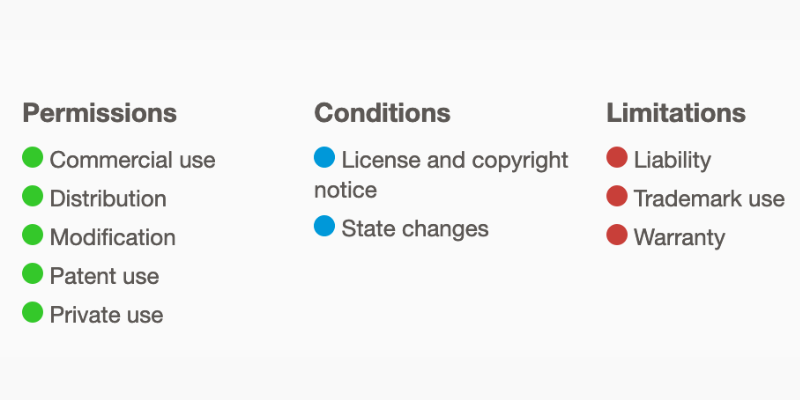 Permissions
Commercial use
Distribution
Modification
Patent use
Private use
Conditions
License and copyright
notice
State changes
Limitations
Liability
Trademark use
Warranty